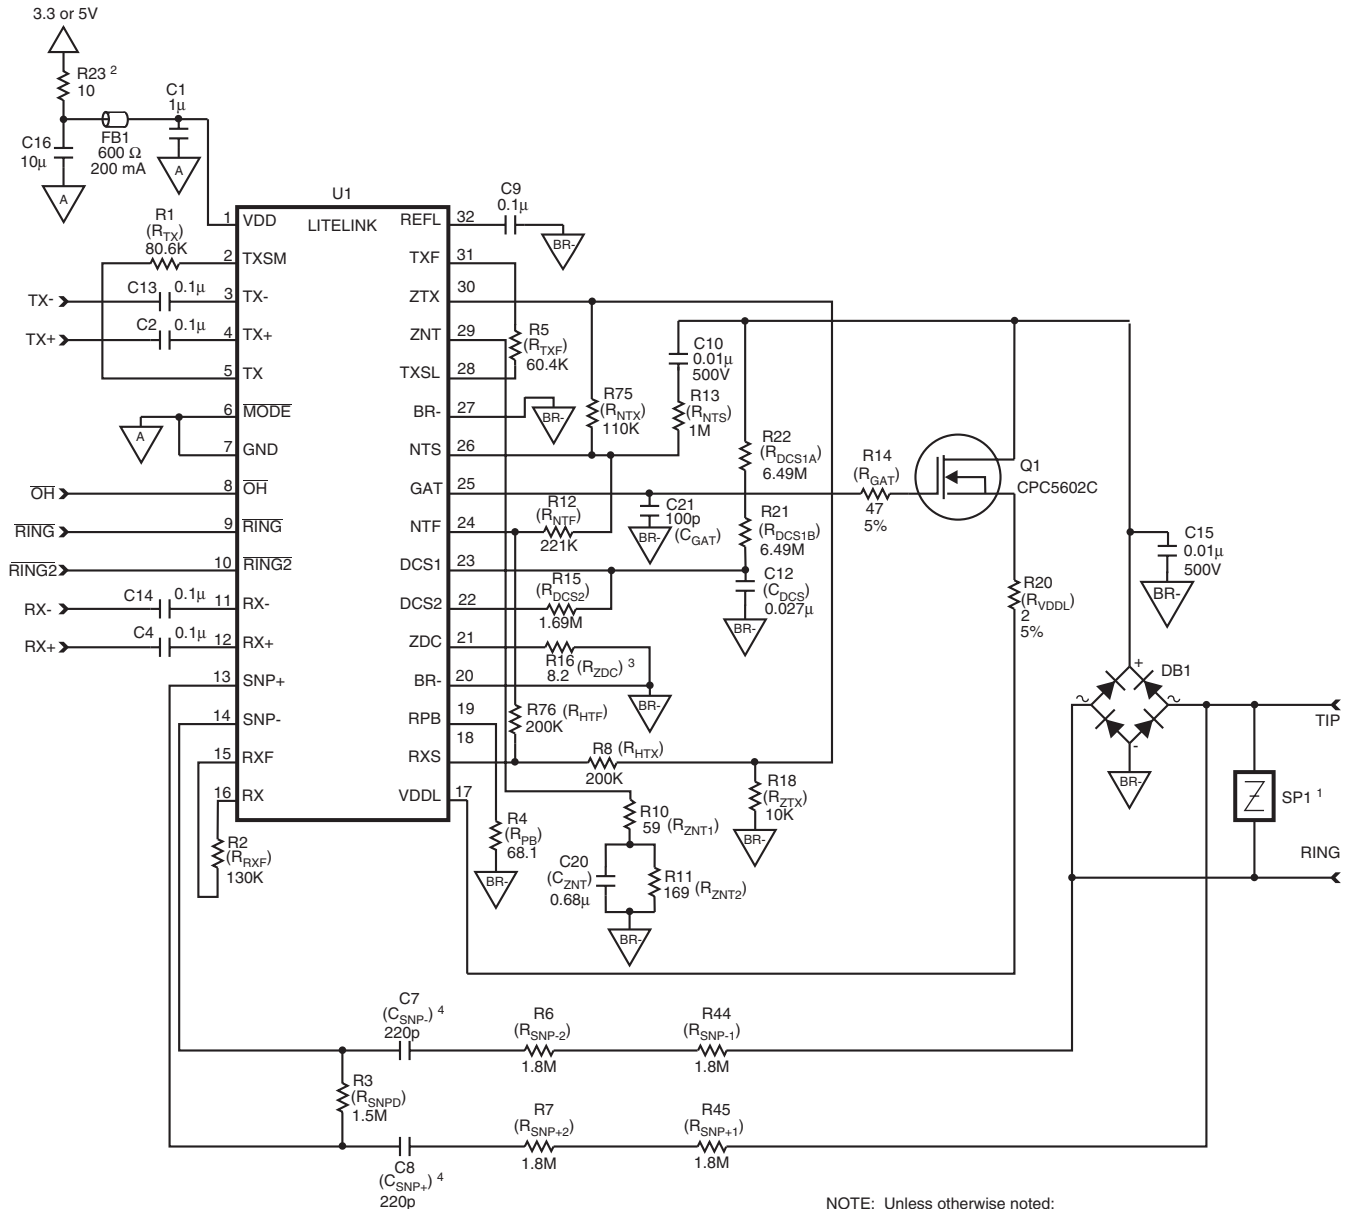 3.3 or 5V
R23 2
10
C1
1µ
C16
10µ
FB1
600 Ω
200 mA
A
A
U1
LITELINK
R1
(RTX)
80.6K
C9
0.1µ
BR-
1 VDD
2 TXSM
3 TX-
4 TX+
5 TX
6 MODE
7 GND
8 OH
9 RING
10 RING2
11 RX-
12 RX+
13 SNP+
14 SNP-
15 RXF
16 RX
REFL 32
TXF 31
ZTX 30
ZNT 29
TXSL 28
BR- 27
NTS 26
GAT 25
NTF 24
DCS1 23
DCS2 22
ZDC 21
BR- 20
RPB 19
RXS 18
VDDL 17
TX-
C13 0.1µ
TX+
C2 0.1µ
A
OH
RING
RING2
RX-
C14 0.1µ
RX+
C4 0.1µ
R2
(RRXF)
130K
R5
(RTXF)
60.4K
BR-
R75
(RNTX)
110K
C10
0.01µ
500V
R13
(RNTS)
1M
R22
(RDCS1A)
6.49M
R21
(RDCS1B)
6.49M
R14
(RGAT)
47
5%
Q1
CPC5602C
R12
(RNTF)
221K
C21
100p
(CGAT)
BR-
R15
(RDCS2)
1.69M
C12
(CDCS)
0.027µ
BR-
C15
0.01µ
500V
BR-
R20
(RVDDL)
2
5%
R16 (RZDC) 3
8.2
BR-
R76 (RHTF)
200K
R8 (RHTX)
200K
R18
(RZTX)
10K
BR-
R4
(RPB)
68.1
BR-
R10
59 (RZNT1)
C20
(CZNT)
0.68µ
R11
169 (RZNT2)
BR-
DB1
+
~
~
-
BR-
TIP
SP1 1
RING
C7
(CSNP-) 4
220p
R6
(RSNP-2)
1.8M
R44
(RSNP-1)
1.8M
R3
(RSNPD)
1.5M
R7
(RSNP+2)
1.8M
R45
(RSNP+1)
1.8M
C8
(CSNP+) 4
220p
NOTE: Unless otherwise noted: